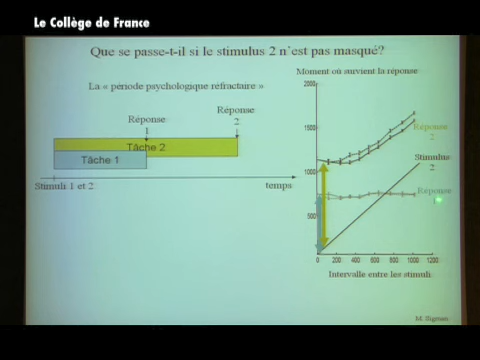 Le Collège de France
Que se passe-t-il si le stimulus 2 n'est pas masqué?
La « période psychologique réfractaire »
Réponse
1
Réponse
2
Tâche 2
Tâche 1
Stimuli 1 et 2
temps
Moment où survient la réponse
2000
1500
1000
500
0
0 200 400 600 800 1000 1200
Réponse
2
Stimulus
2
Réponse
Intervalle entre les stimuli
M. Sigman